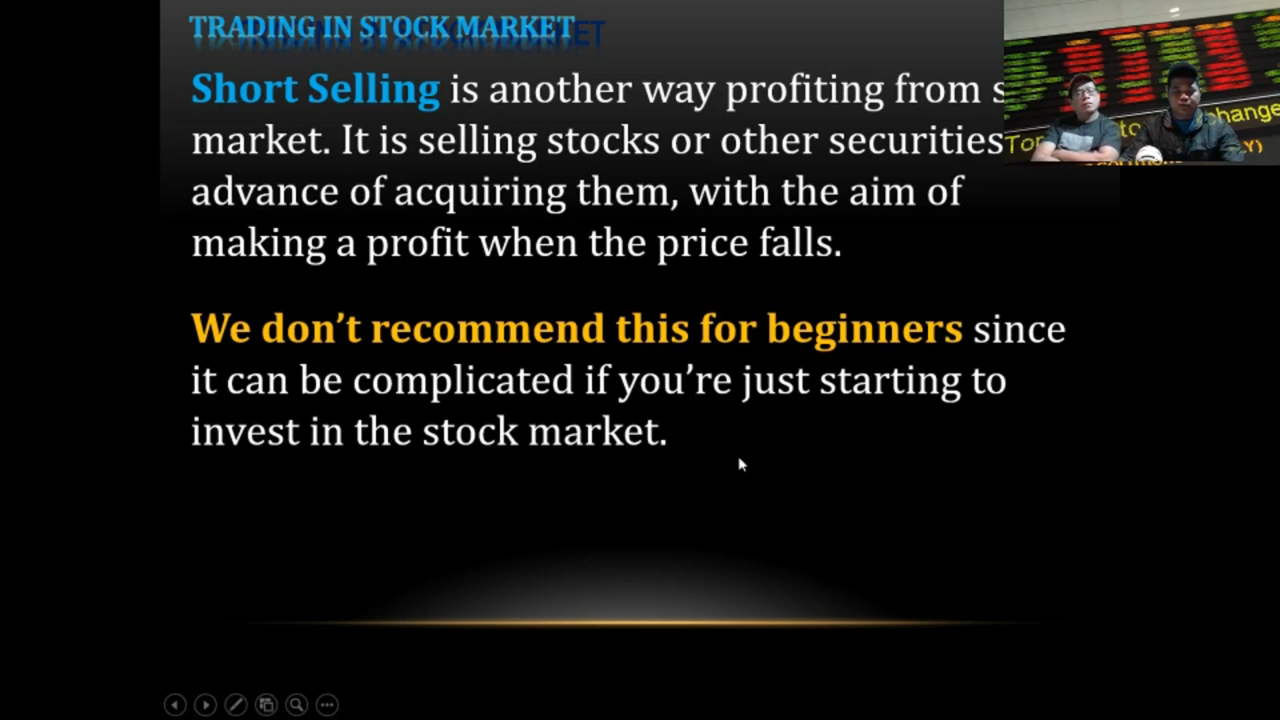 TRADING IN STOCK MARKET
Short Selling is another way profiting from s
market. It is selling stocks or other securities
advance of acquiring them, with the aim of
making a profit when the price falls.
We don't recommend this for beginners since
it can be complicated if you're just starting to
invest in the stock market.